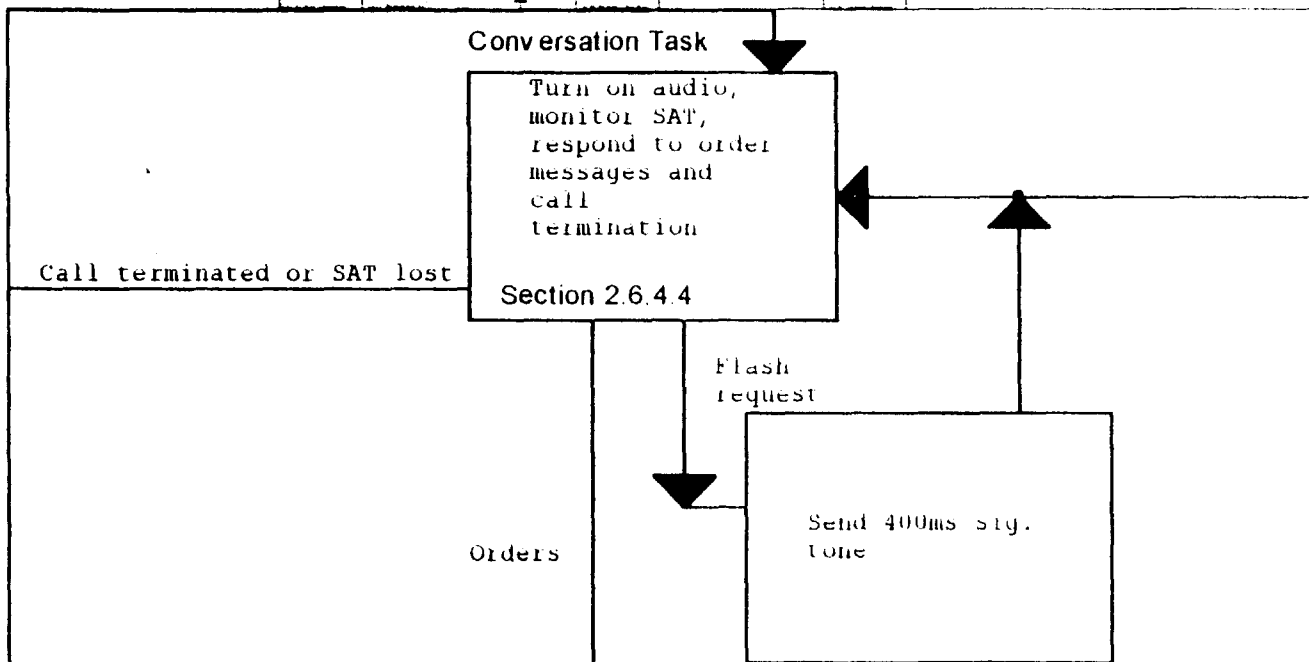 Conversation Task
Turn on audio,
monitor SAT,
respond to order
messages and
call
termination
Call terminated or SAT lost
Section 2.6.4.4
Flash
request
Send 400ms sig.
tone
Orders